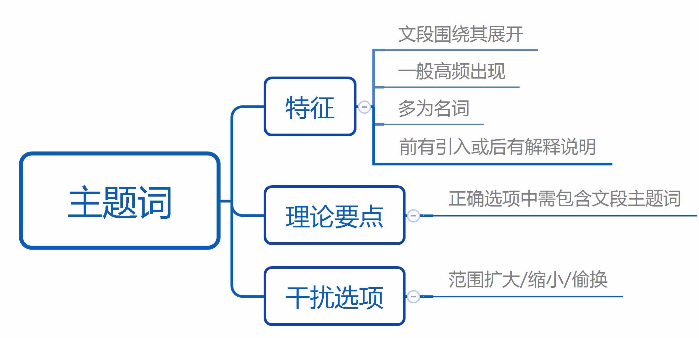 主题词
特征
文段围绕其展开
一般高频出现
多为名词
前有引入或后有解释说明
理论要点
正确选项中需包含文段主题词
干扰选项
范围扩大/缩小/偷换